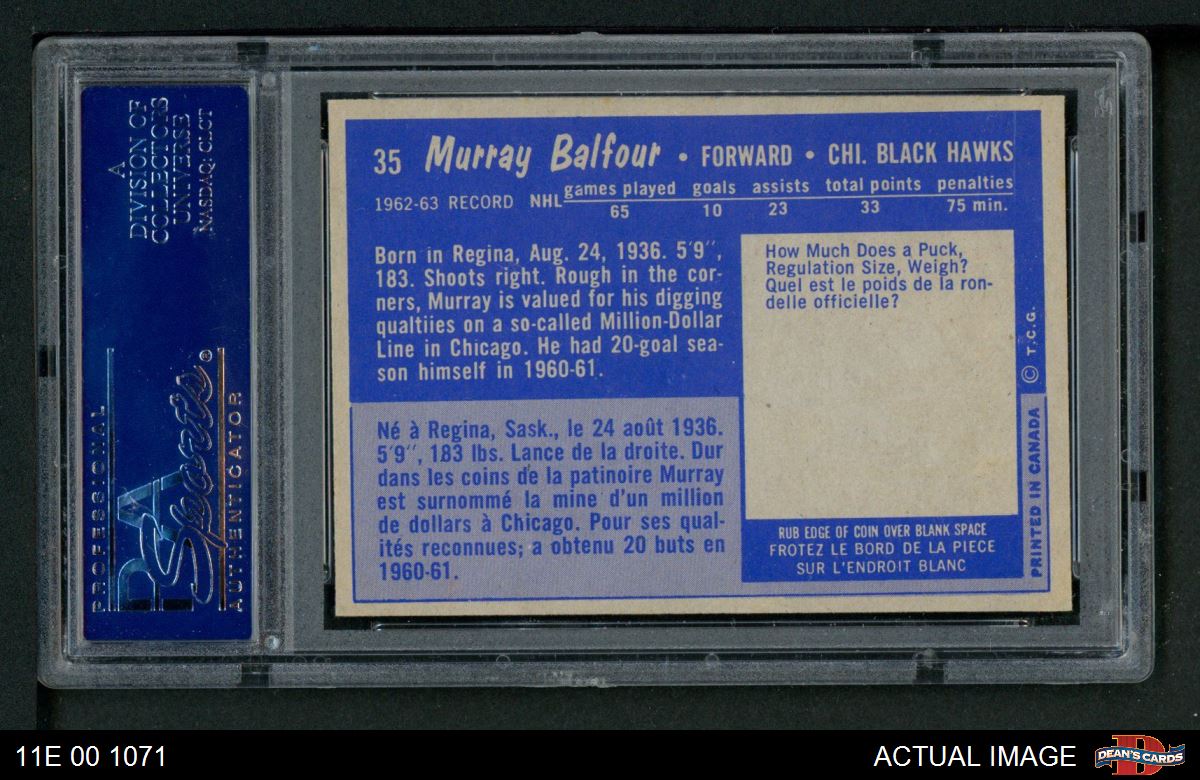 A
DIVISION OF
COLLECTORS
UNIVERSE
NASDAQ: CLCT
PROFESSIONAL
PSA
Sports®
AUTHENTICATOR
35 Murray Balfour • FORWARD • CHI. BLACK HAWKS
1962-63 RECORD NHL games played goals assists total points penalties
65 10 23 33 75 min.
Born in Regina, Aug. 24, 1936. 5'9",
183. Shoots right. Rough in the cor-
ners, Murray is valued for his digging
qualtiies on a so-called Million-Dollar
Line in Chicago. He had 20-goal sea-
son himself in 1960-61.
Né à Regina, Sask., le 24 août 1936.
5'9", 183 lbs. Lance de la droite. Dur
dans les coins de la patinoire Murray
est surnommé la mine d'un million
de dollars à Chicago. Pour ses qual-
ités reconnues; a obtenu 20 buts en
1960-61.
How Much Does a Puck,
Regulation Size, Weigh?
Quel est le poids de la ron-
delle officielle?
RUB EDGE OF COIN OVER BLANK SPACE
FROTEZ LE BORD DE LA PIECE
SUR L'ENDROIT BLANC
PRINTED IN CANADA © T.C.G.
11E 00 1071
ACTUAL IMAGE
DEAN'S CARDS